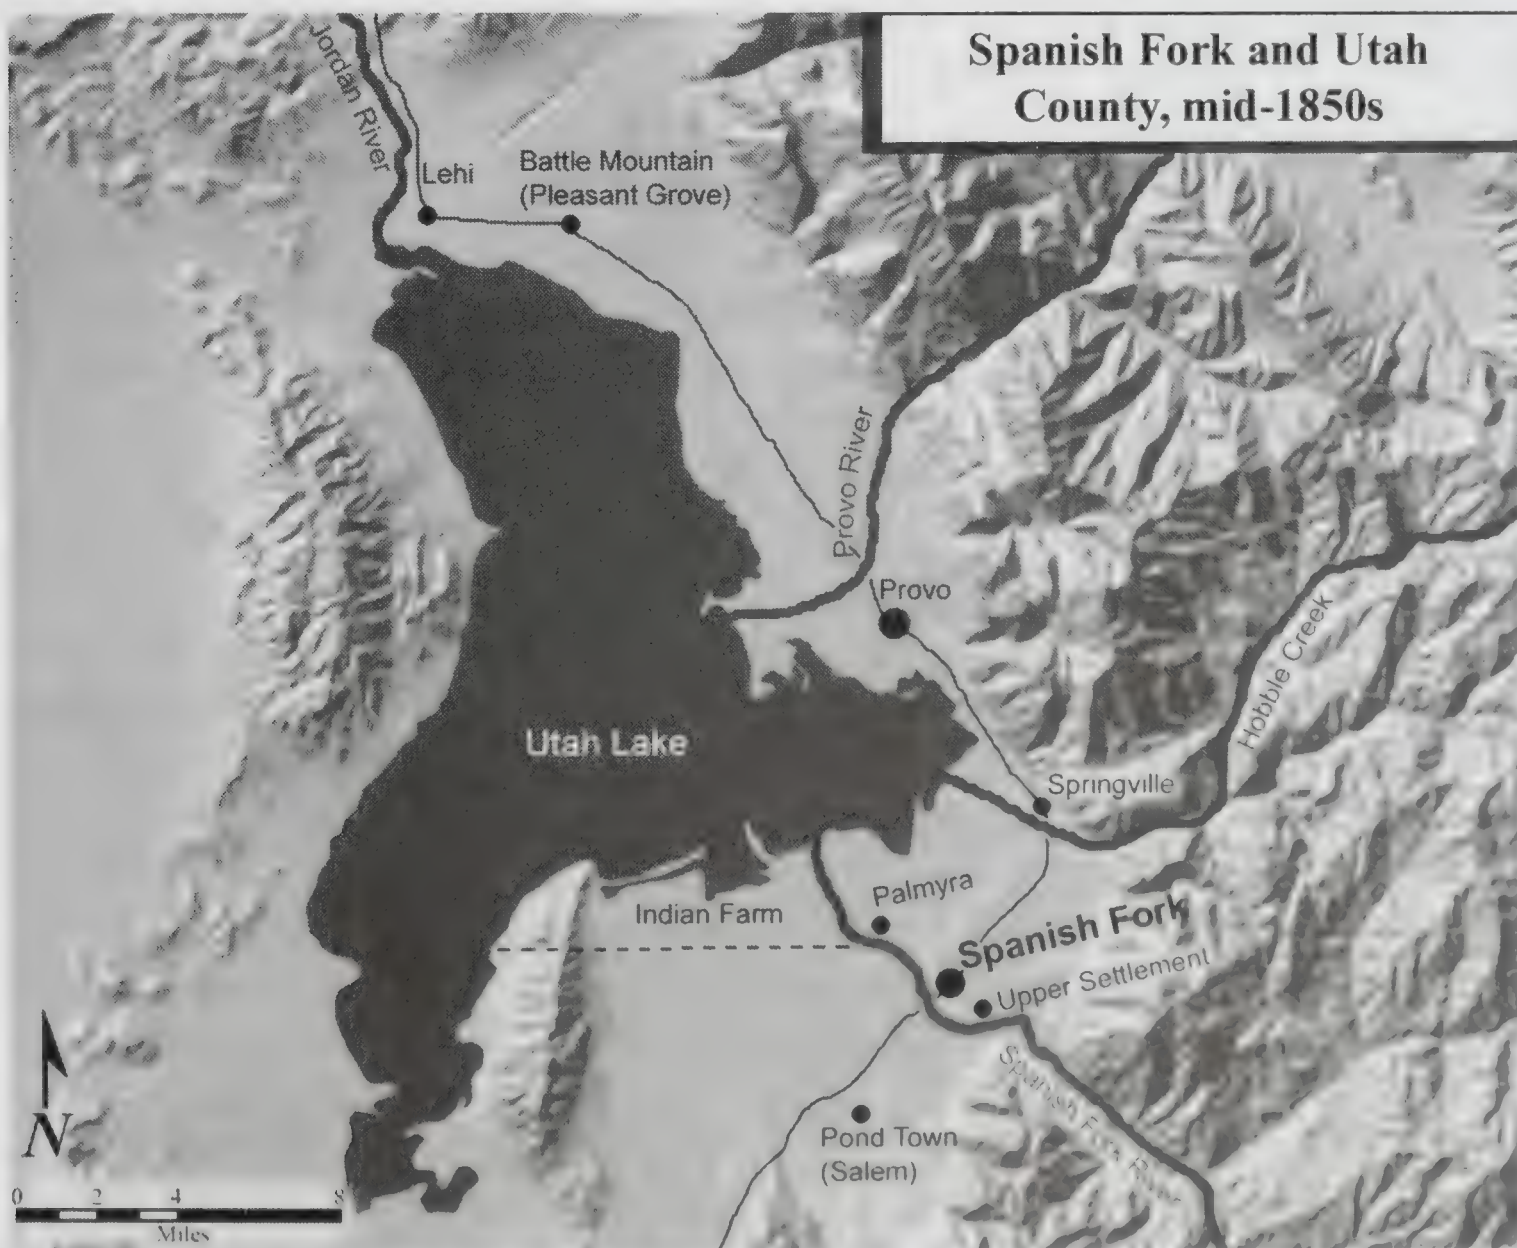 Spanish Fork and Utah
County, mid-1850s
Jordan River
Lehi
Battle Mountain
(Pleasant Grove)
Provo River
Provo
Hobble Creek
Utah Lake
Springville
Palmyra
Indian Farm
Spanish Fork
Upper Settlement
Spanish Fork River
Pond Town
(Salem)
N
0 2 4 8
Miles